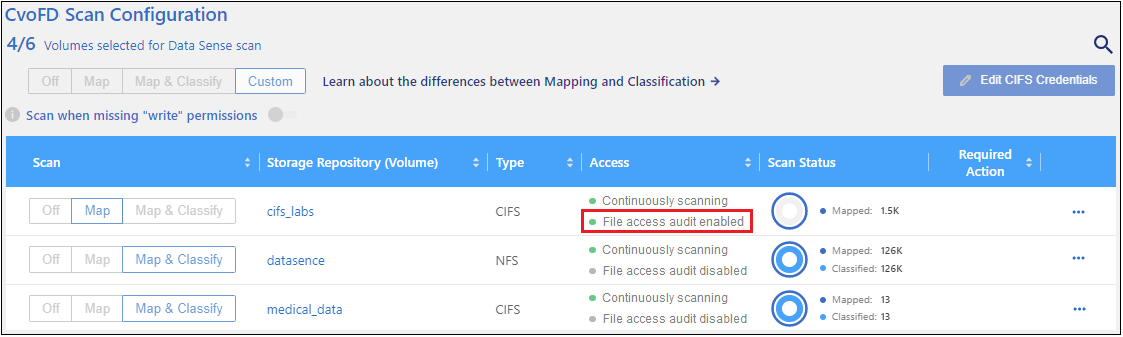 CvoFD Scan Configuration
4/6 Volumes selected for Data Sense scan
Off Map Map & Classify Custom Learn about the differences between Mapping and Classification → Edit CIFS Credentials
Scan when missing "write" permissions
Scan Storage Repository (Volume) Type Access Scan Status Required Action
Off Map Map & Classify cifs_labs CIFS Continuously scanning Mapped: 1.5K
File access audit enabled
Off Map Map & Classify datasence NFS Continuously scanning Mapped: 126K
File access audit disabled Classified: 126K
Off Map Map & Classify medical_data CIFS Continuously scanning Mapped: 13
File access audit disabled Classified: 13